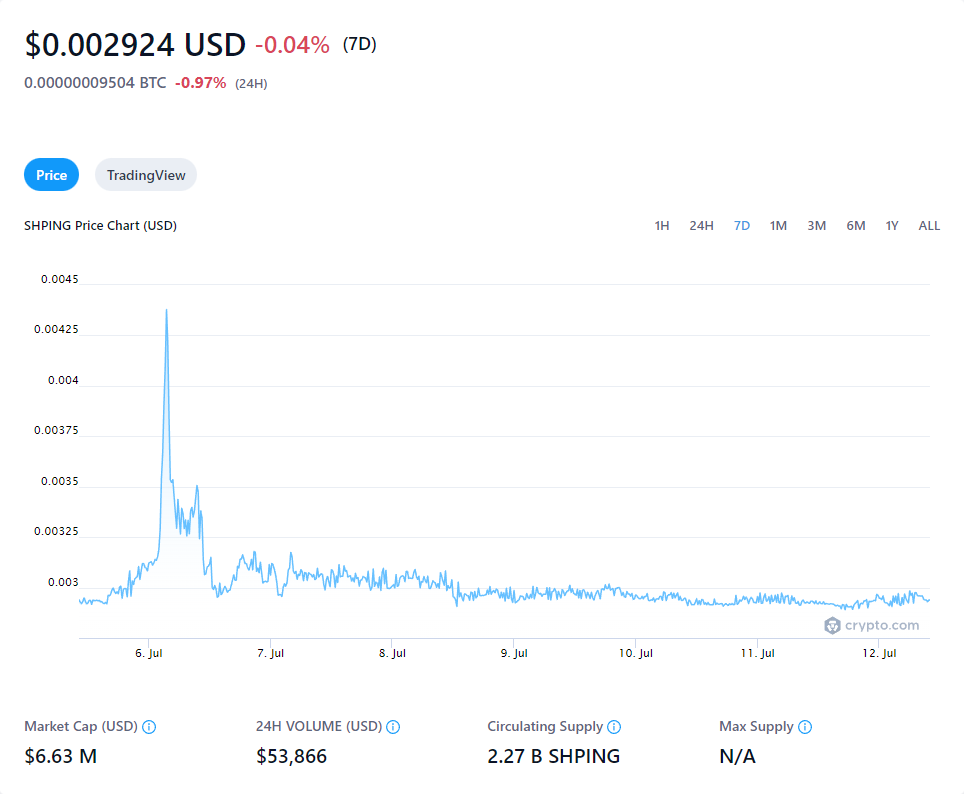 $0.002924 USD -0.04% (7D)
0.00000009504 BTC -0.97% (24H)
Price TradingView
SHPING Price Chart (USD) 1H 24H 7D 1M 3M 6M 1Y ALL
0.0045
0.00425
0.004
0.00375
0.0035
0.00325
0.003
crypto.com
6. Jul 7. Jul 8. Jul 9. Jul 10. Jul 11. Jul 12. Jul
Market Cap (USD) 24H VOLUME (USD) Circulating Supply Max Supply
$6.63 M $53,866 2.27 B SHPING N/A